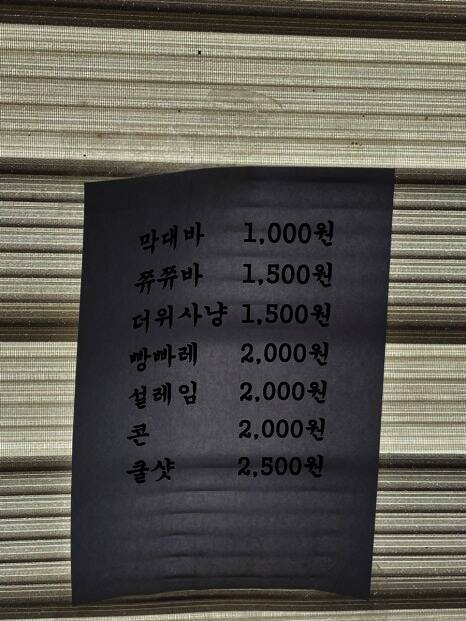 막대바 1,000원
쮸쮸바 1,500원
더위사냥 1,500원
빵빠레 2,000원
설레임 2,000원
콘 2,000원
쿨샷 2,500원